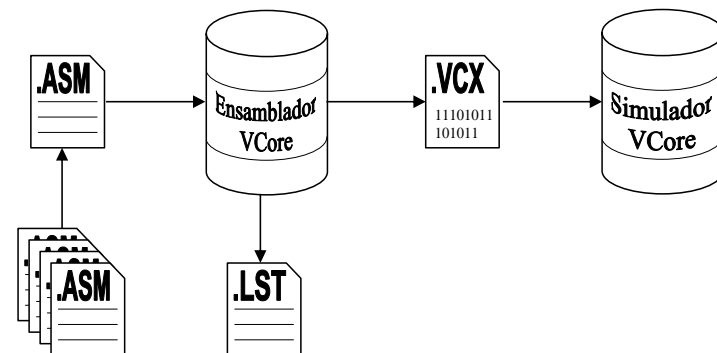 .ASM
Ensamblador
VCore
.VCX
11101011
101011
Simulador
VCore
.ASM
.LST